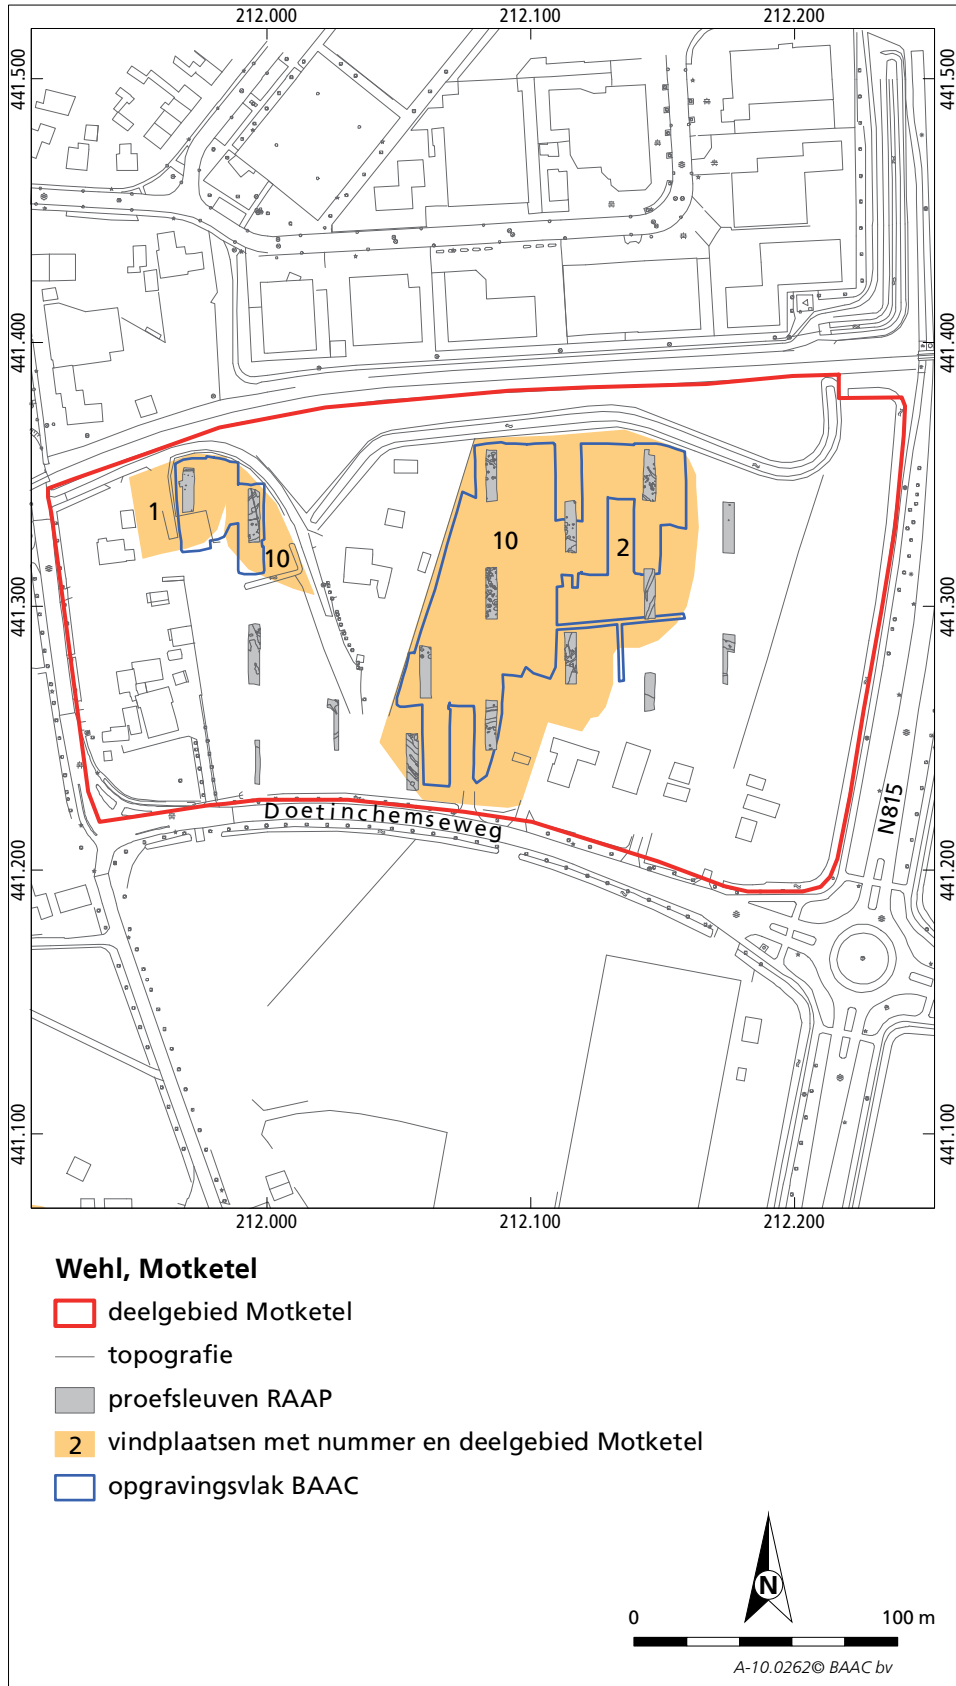 212.000 212.100 212.200
441.500 441.500
441.400 441.400
1
10
10
2
441.300 441.300
N815
Doetinchemseweg
441.200 441.200
441.100 441.100
212.000 212.100 212.200
Wehl, Motketel
deelgebied Motketel
topografie
proefsleuven RAAP
2 vindplaatsen met nummer en deelgebied Motketel
opgravingsvlak BAAC
N
0 100 m
A-10.0262© BAAC bv